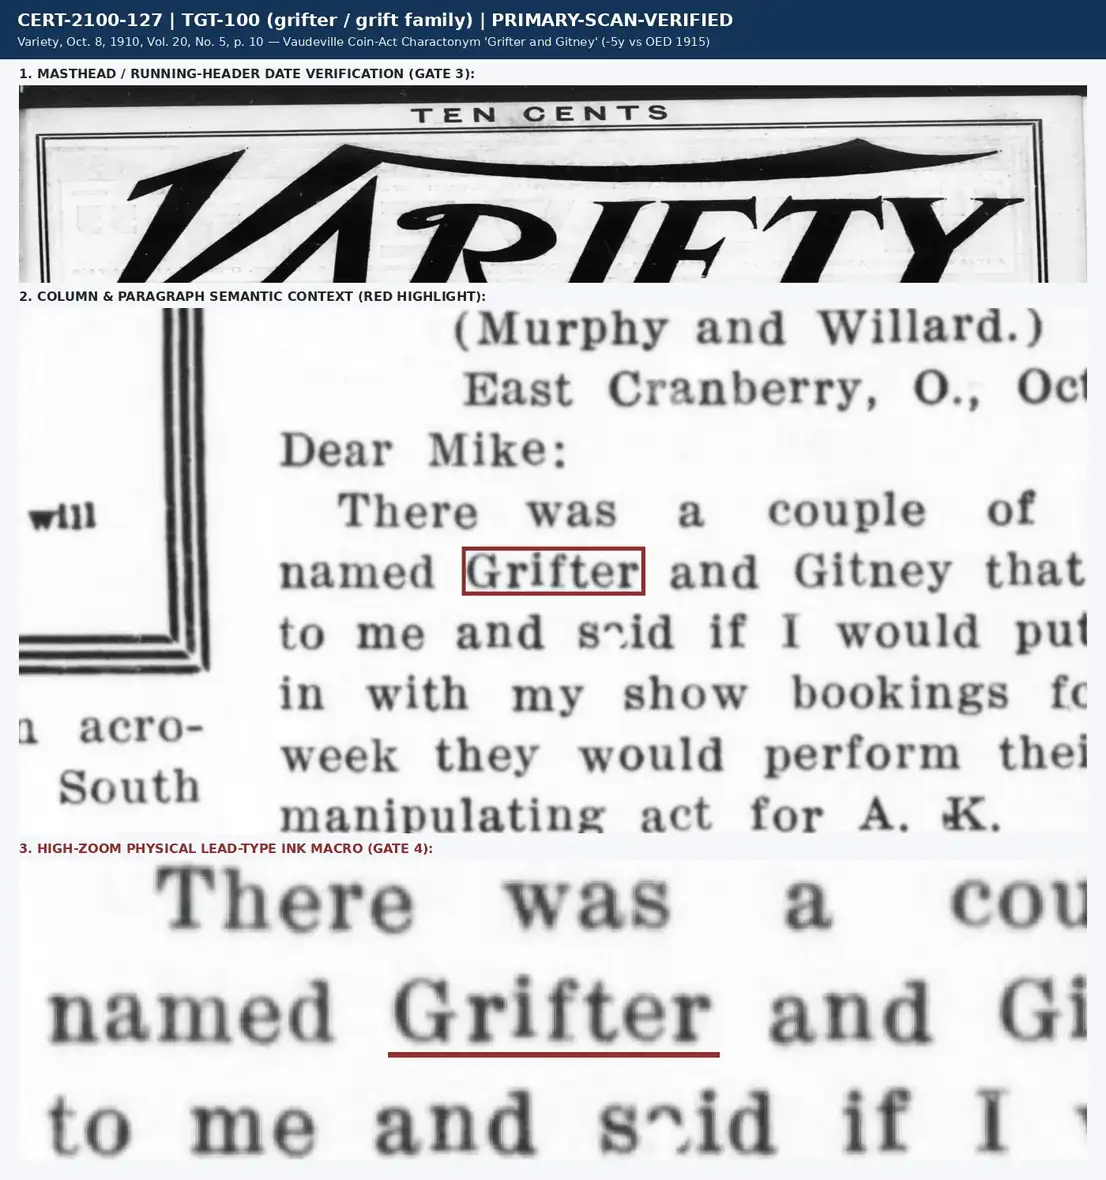 CERT-2100-127 | TGT-100 (grifter / grift family) | PRIMARY-SCAN-VERIFIED
Variety, Oct. 8, 1910, Vol. 20, No. 5, p. 10 — Vaudeville Coin-Act Charactonym 'Grifter and Gitney' (-5y vs OED 1915)
1. MASTHEAD / RUNNING-HEADER DATE VERIFICATION (GATE 3):
TEN CENTS
VARIETY
2. COLUMN & PARAGRAPH SEMANTIC CONTEXT (RED HIGHLIGHT):
(Murphy and Willard.)
East Cranberry, O., Oct
Dear Mike:
There was a couple of
will
named Grifter and Gitney that
to me and said if I would put
in with my show bookings fo
n acro-
week they would perform thei
South
manipulating act for A. K.
3. HIGH-ZOOM PHYSICAL LEAD-TYPE INK MACRO (GATE 4):
There was a cou
named Grifter and Gi
to me and said if I